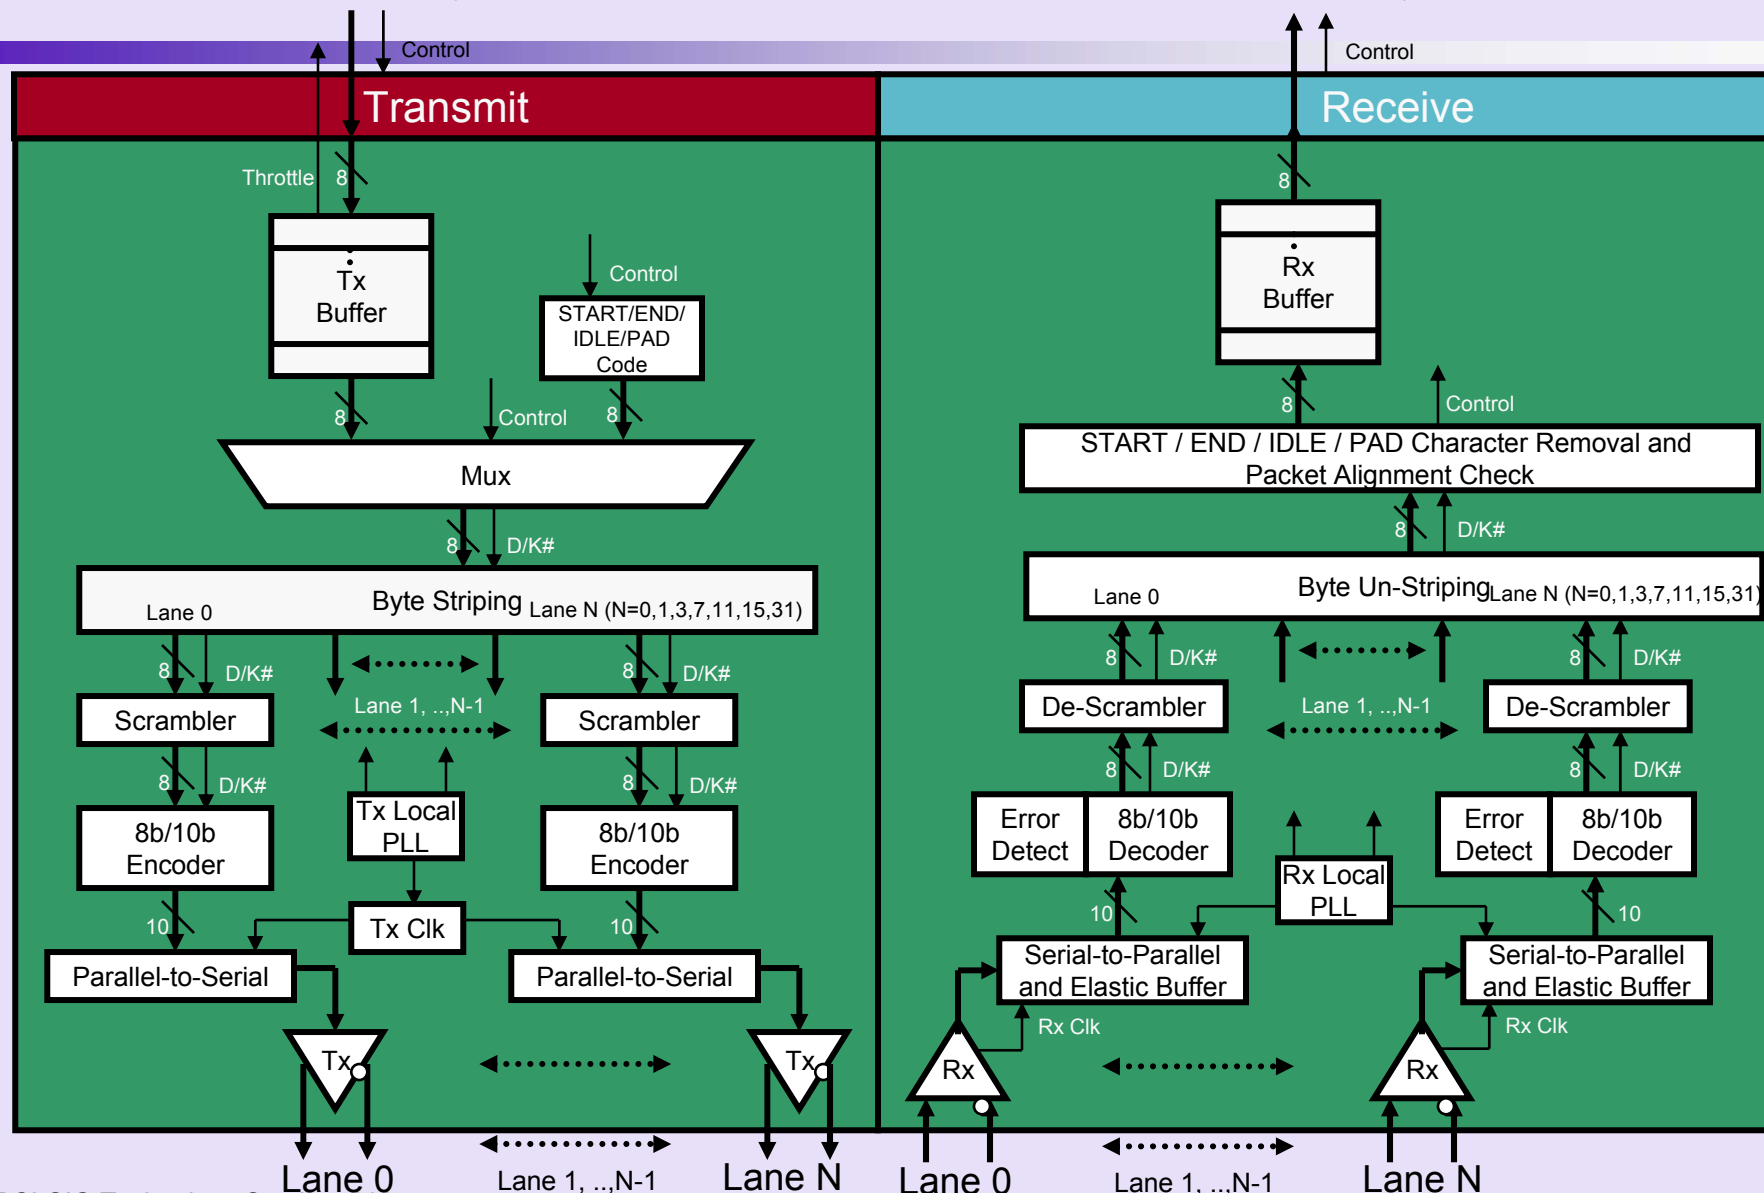 Control
Control
Transmit
Receive
Throttle
8
8
Tx
Buffer
Control
START/END/
IDLE/PAD
Code
Rx
Buffer
8
Control
8
8
Control
Mux
START / END / IDLE / PAD Character Removal and
Packet Alignment Check
8
D/K#
8
D/K#
Byte Striping
Lane 0
Lane N (N=0,1,3,7,11,15,31)
Byte Un-Striping
Lane 0
Lane N (N=0,1,3,7,11,15,31)
8
D/K#
8
D/K#
8
D/K#
8
D/K#
Scrambler
Lane 1, ..,N-1
Scrambler
De-Scrambler
Lane 1, ..,N-1
De-Scrambler
8
D/K#
8
D/K#
8
D/K#
8
D/K#
8b/10b
Encoder
Tx Local
PLL
8b/10b
Encoder
Error
Detect
8b/10b
Decoder
Rx Local
PLL
Error
Detect
8b/10b
Decoder
10
Tx Clk
10
10
10
Parallel-to-Serial
Parallel-to-Serial
Serial-to-Parallel
and Elastic Buffer
Serial-to-Parallel
and Elastic Buffer
Rx Clk
Rx Clk
Tx
Tx
Rx
Rx
Lane 0
Lane 1, ..,N-1
Lane N
Lane 0
Lane 1, ..,N-1
Lane N